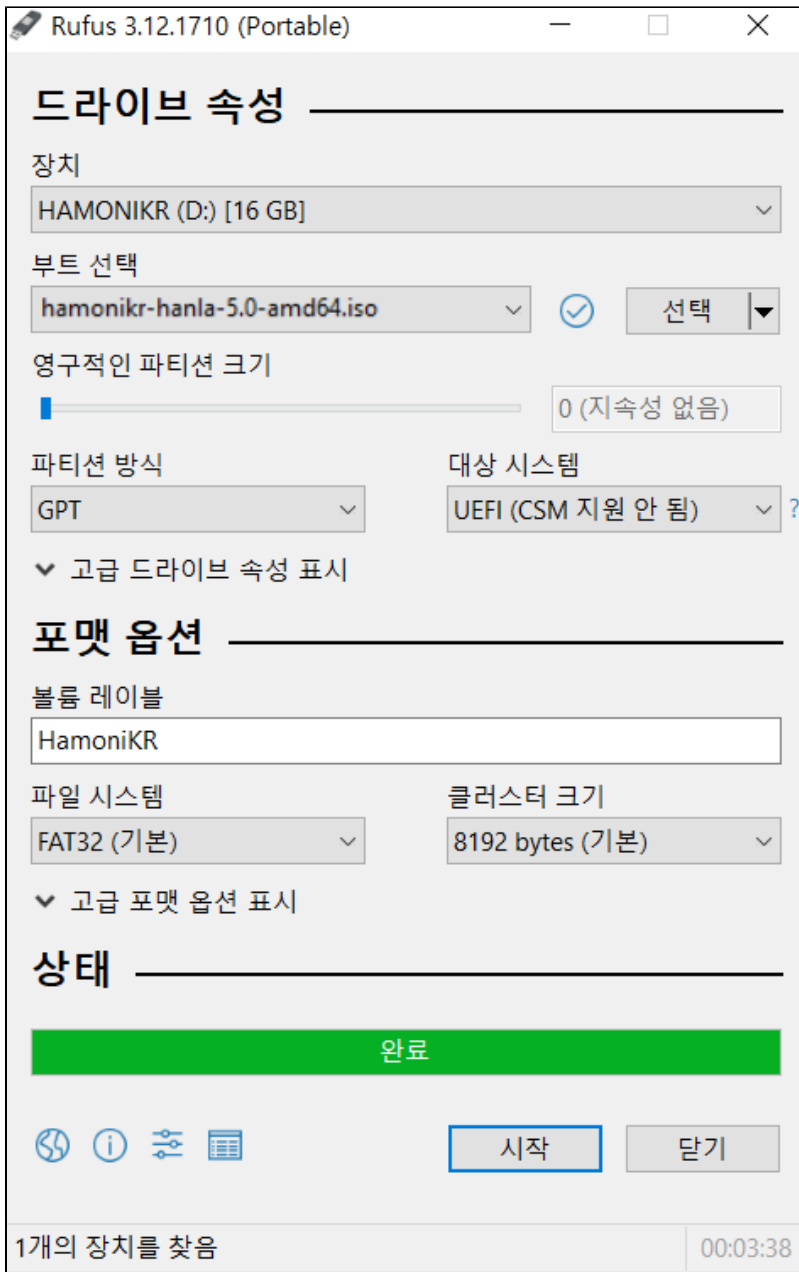 Rufus 3.12.1710 (Portable)
드라이브 속성
장치
HAMONIKR (D:) [16 GB]
부트 선택
hamonikr-hanla-5.0-amd64.iso
선택
영구적인 파티션 크기
0 (지속성 없음)
파티션 방식
대상 시스템
GPT
UEFI (CSM 지원 안 됨)
?
고급 드라이브 속성 표시
포맷 옵션
볼륨 레이블
HamoniKR
파일 시스템
클러스터 크기
FAT32 (기본)
8192 bytes (기본)
고급 포맷 옵션 표시
상태
완료
시작
닫기
1개의 장치를 찾음
00:03:38